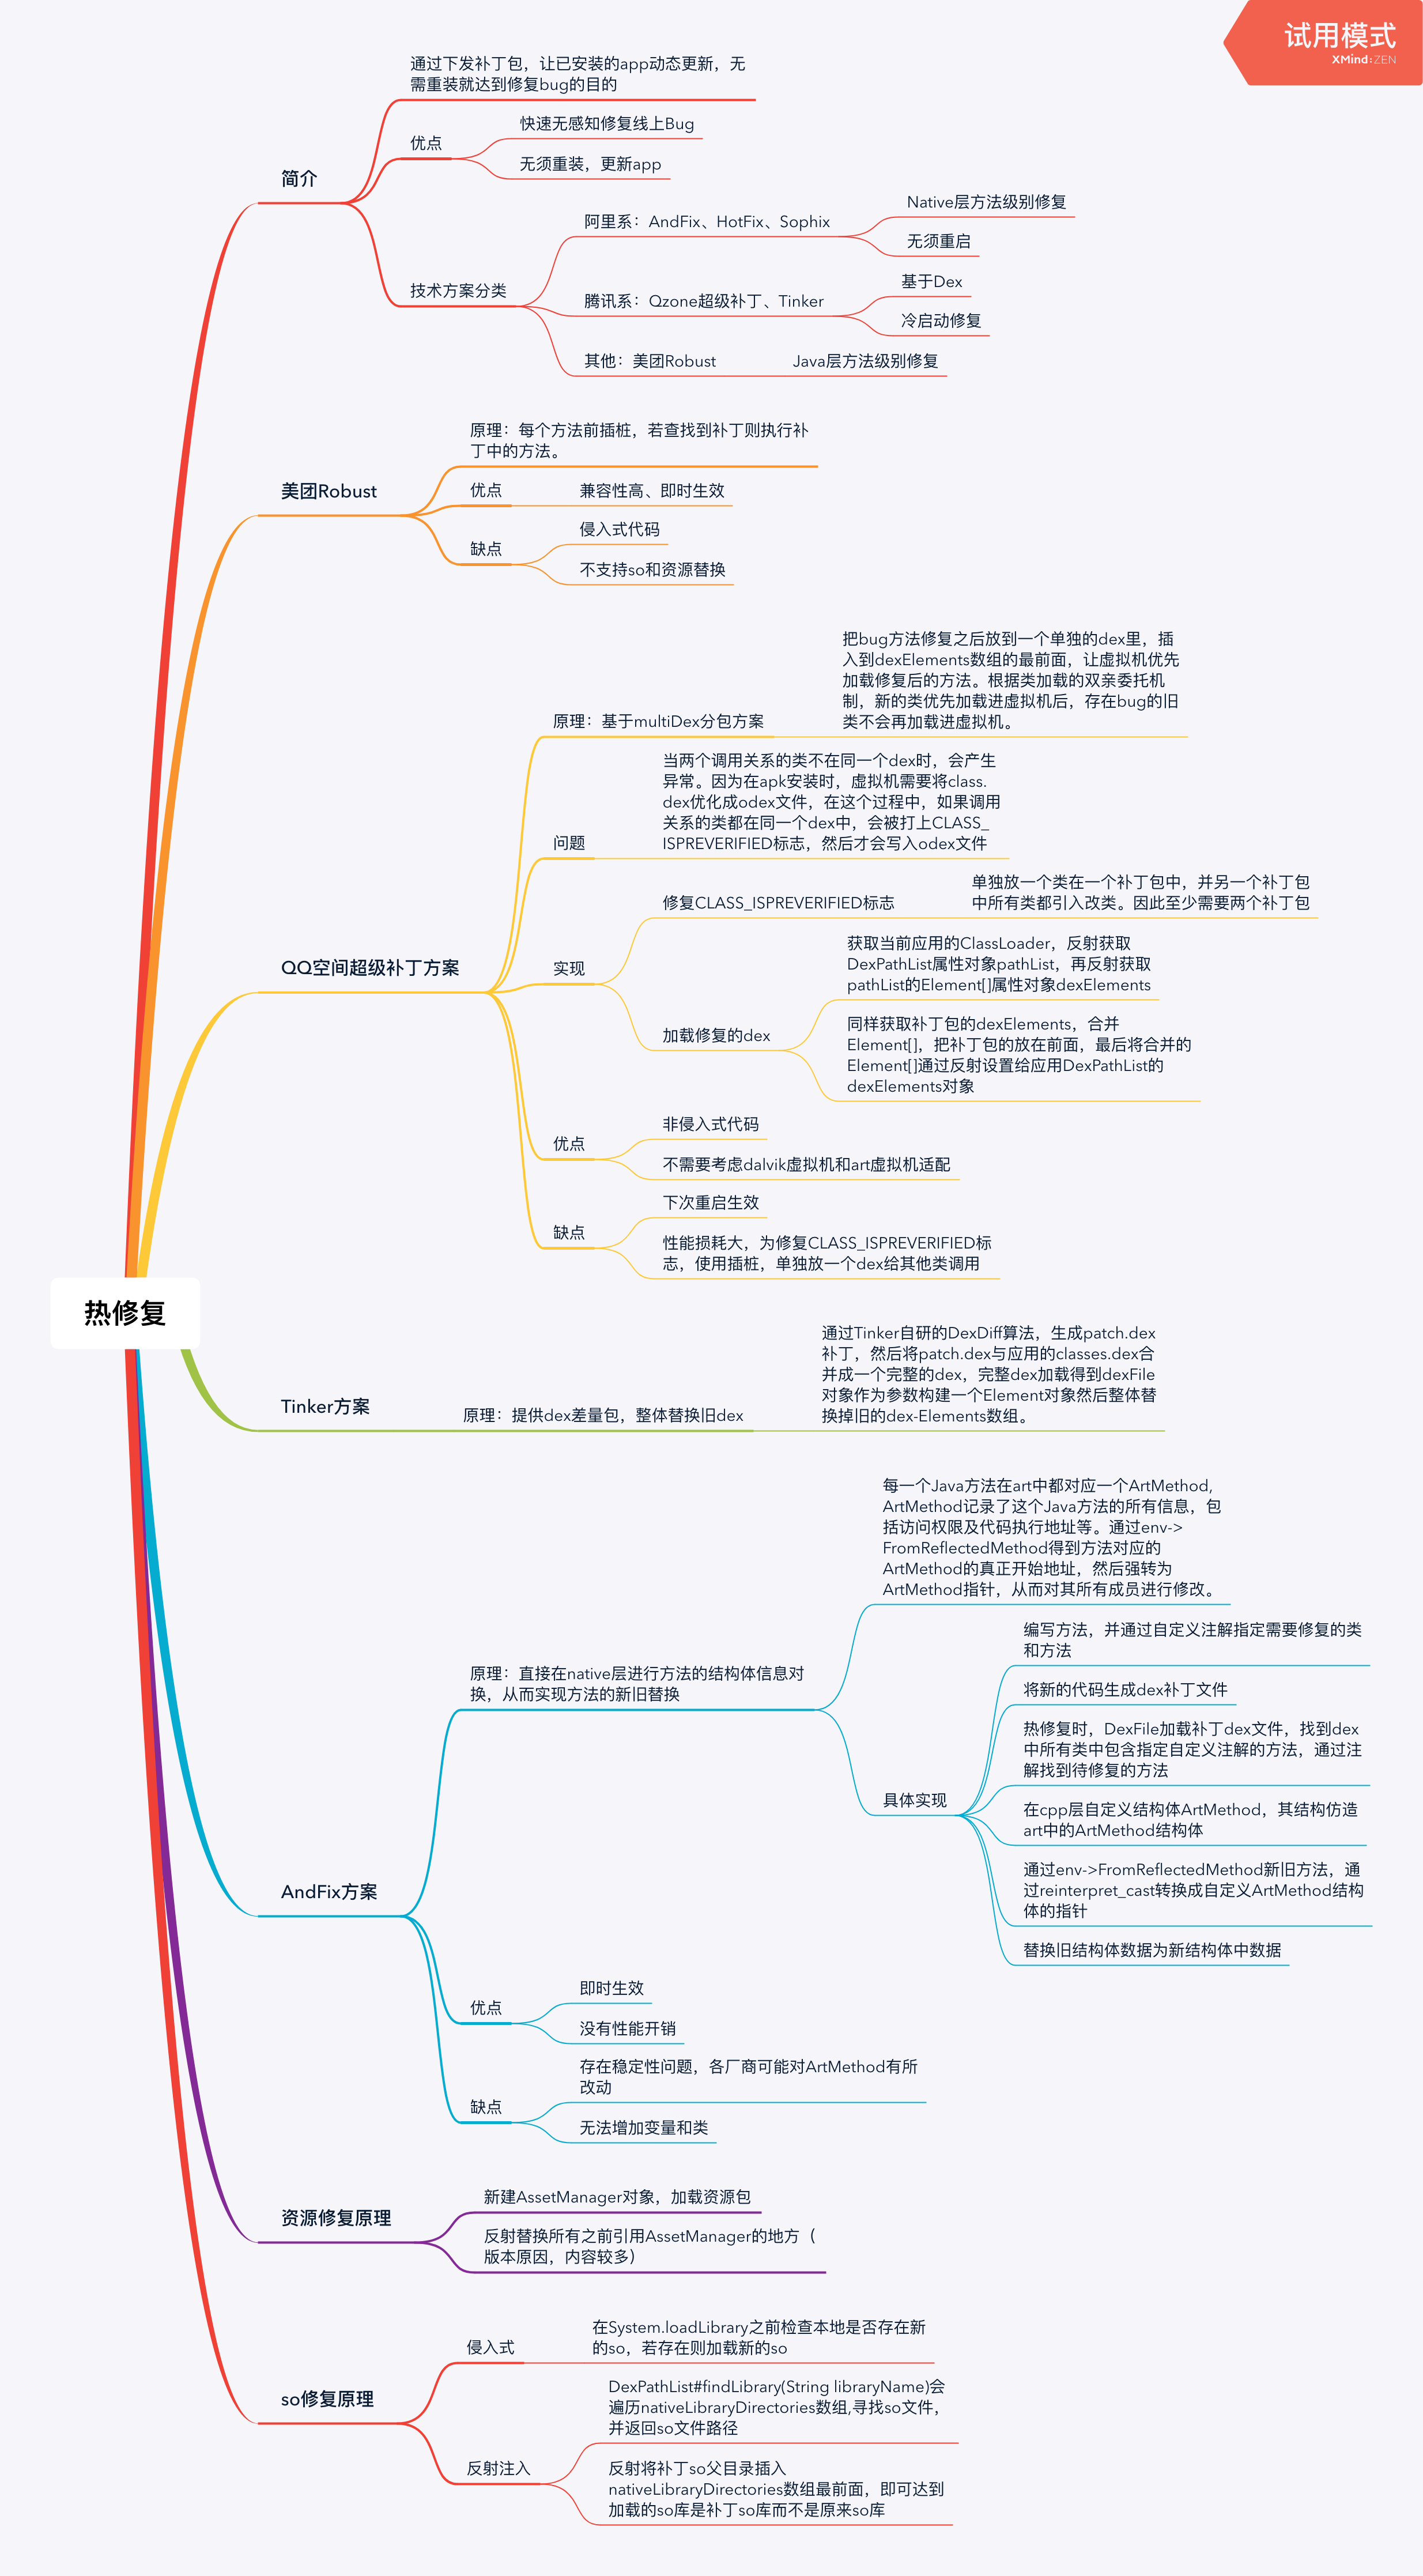 试用模式
XMind:ZEN
热修复
简介
通过下发补丁包，让已安装的app动态更新，无
需重装就达到修复bug的目的
优点
快速无感知修复线上Bug
无须重装，更新app
技术方案分类
阿里系：AndFix、HotFix、Sophix
Native层方法级别修复
无须重启
腾讯系：Qzone超级补丁、Tinker
基于Dex
冷启动修复
其他：美团Robust
Java层方法级别修复
美团Robust
原理：每个方法前插桩，若查找到补丁则执行补
丁中的方法。
优点
兼容性高、即时生效
缺点
侵入式代码
不支持so和资源替换
QQ空间超级补丁方案
原理：基于multiDex分包方案
把bug方法修复之后放到一个单独的dex里，插
入到dexElements数组的最前面，让虚拟机优先
加载修复后的方法。根据类加载的双亲委托机
制，新的类优先加载进虚拟机后，存在bug的旧
类不会再加载进虚拟机。
问题
当两个调用关系的类不在同一个dex时，会产生
异常。因为在apk安装时，虚拟机需要将class.
dex优化成odex文件，在这个过程中，如果调用
关系的类都在同一个dex中，会被打上CLASS_
ISPREVERIFIED标志，然后才会写入odex文件
实现
修复CLASS_ISPREVERIFIED标志
单独放一个类在一个补丁包中，并另一个补丁包
中所有类都引入改类。因此至少需要两个补丁包
加载修复的dex
获取当前应用的ClassLoader，反射获取
DexPathList属性对象pathList，再反射获取
pathList的Element[]属性对象dexElements
同样获取补丁包的dexElements，合并
Element[]，把补丁包的放在前面，最后将合并的
Element[]通过反射设置给应用DexPathList的
dexElements对象
优点
非侵入式代码
不需要考虑dalvik虚拟机和art虚拟机适配
缺点
下次重启生效
性能损耗大，为修复CLASS_ISPREVERIFIED标
志，使用插桩，单独放一个dex给其他类调用
Tinker方案
原理：提供dex差量包，整体替换旧dex
通过Tinker自研的DexDiff算法，生成patch.dex
补丁，然后将patch.dex与应用的classes.dex合
并成一个完整的dex，完整dex加载得到dexFile
对象作为参数构建一个Element对象然后整体替
换掉旧的dex-Elements数组。
AndFix方案
原理：直接在native层进行方法的结构体信息对
换，从而实现方法的新旧替换
每一个Java方法在art中都对应一个ArtMethod,
ArtMethod记录了这个Java方法的所有信息，包
括访问权限及代码执行地址等。通过env->
FromReflectedMethod得到方法对应的
ArtMethod的真正开始地址，然后强转为
ArtMethod指针，从而对其所有成员进行修改。
具体实现
编写方法，并通过自定义注解指定需要修复的类
和方法
将新的代码生成dex补丁文件
热修复时，DexFile加载补丁dex文件，找到dex
中所有类中包含指定自定义注解的方法，通过注
解找到待修复的方法
在cpp层自定义结构体ArtMethod，其结构仿造
art中的ArtMethod结构体
通过env->FromReflectedMethod新旧方法，通
过reinterpret_cast转换成自定义ArtMethod结构
体的指针
替换旧结构体数据为新结构体中数据
优点
即时生效
没有性能开销
缺点
存在稳定性问题，各厂商可能对ArtMethod有所
改动
无法增加变量和类
资源修复原理
新建AssetManager对象，加载资源包
反射替换所有之前引用AssetManager的地方（
版本原因，内容较多）
so修复原理
侵入式
在System.loadLibrary之前检查本地是否存在新
的so，若存在则加载新的so
反射注入
DexPathList#findLibrary(String libraryName)会
遍历nativeLibraryDirectories数组,寻找so文件，
并返回so文件路径
反射将补丁so父目录插入
nativeLibraryDirectories数组最前面，即可达到
加载的so库是补丁so库而不是原来so库